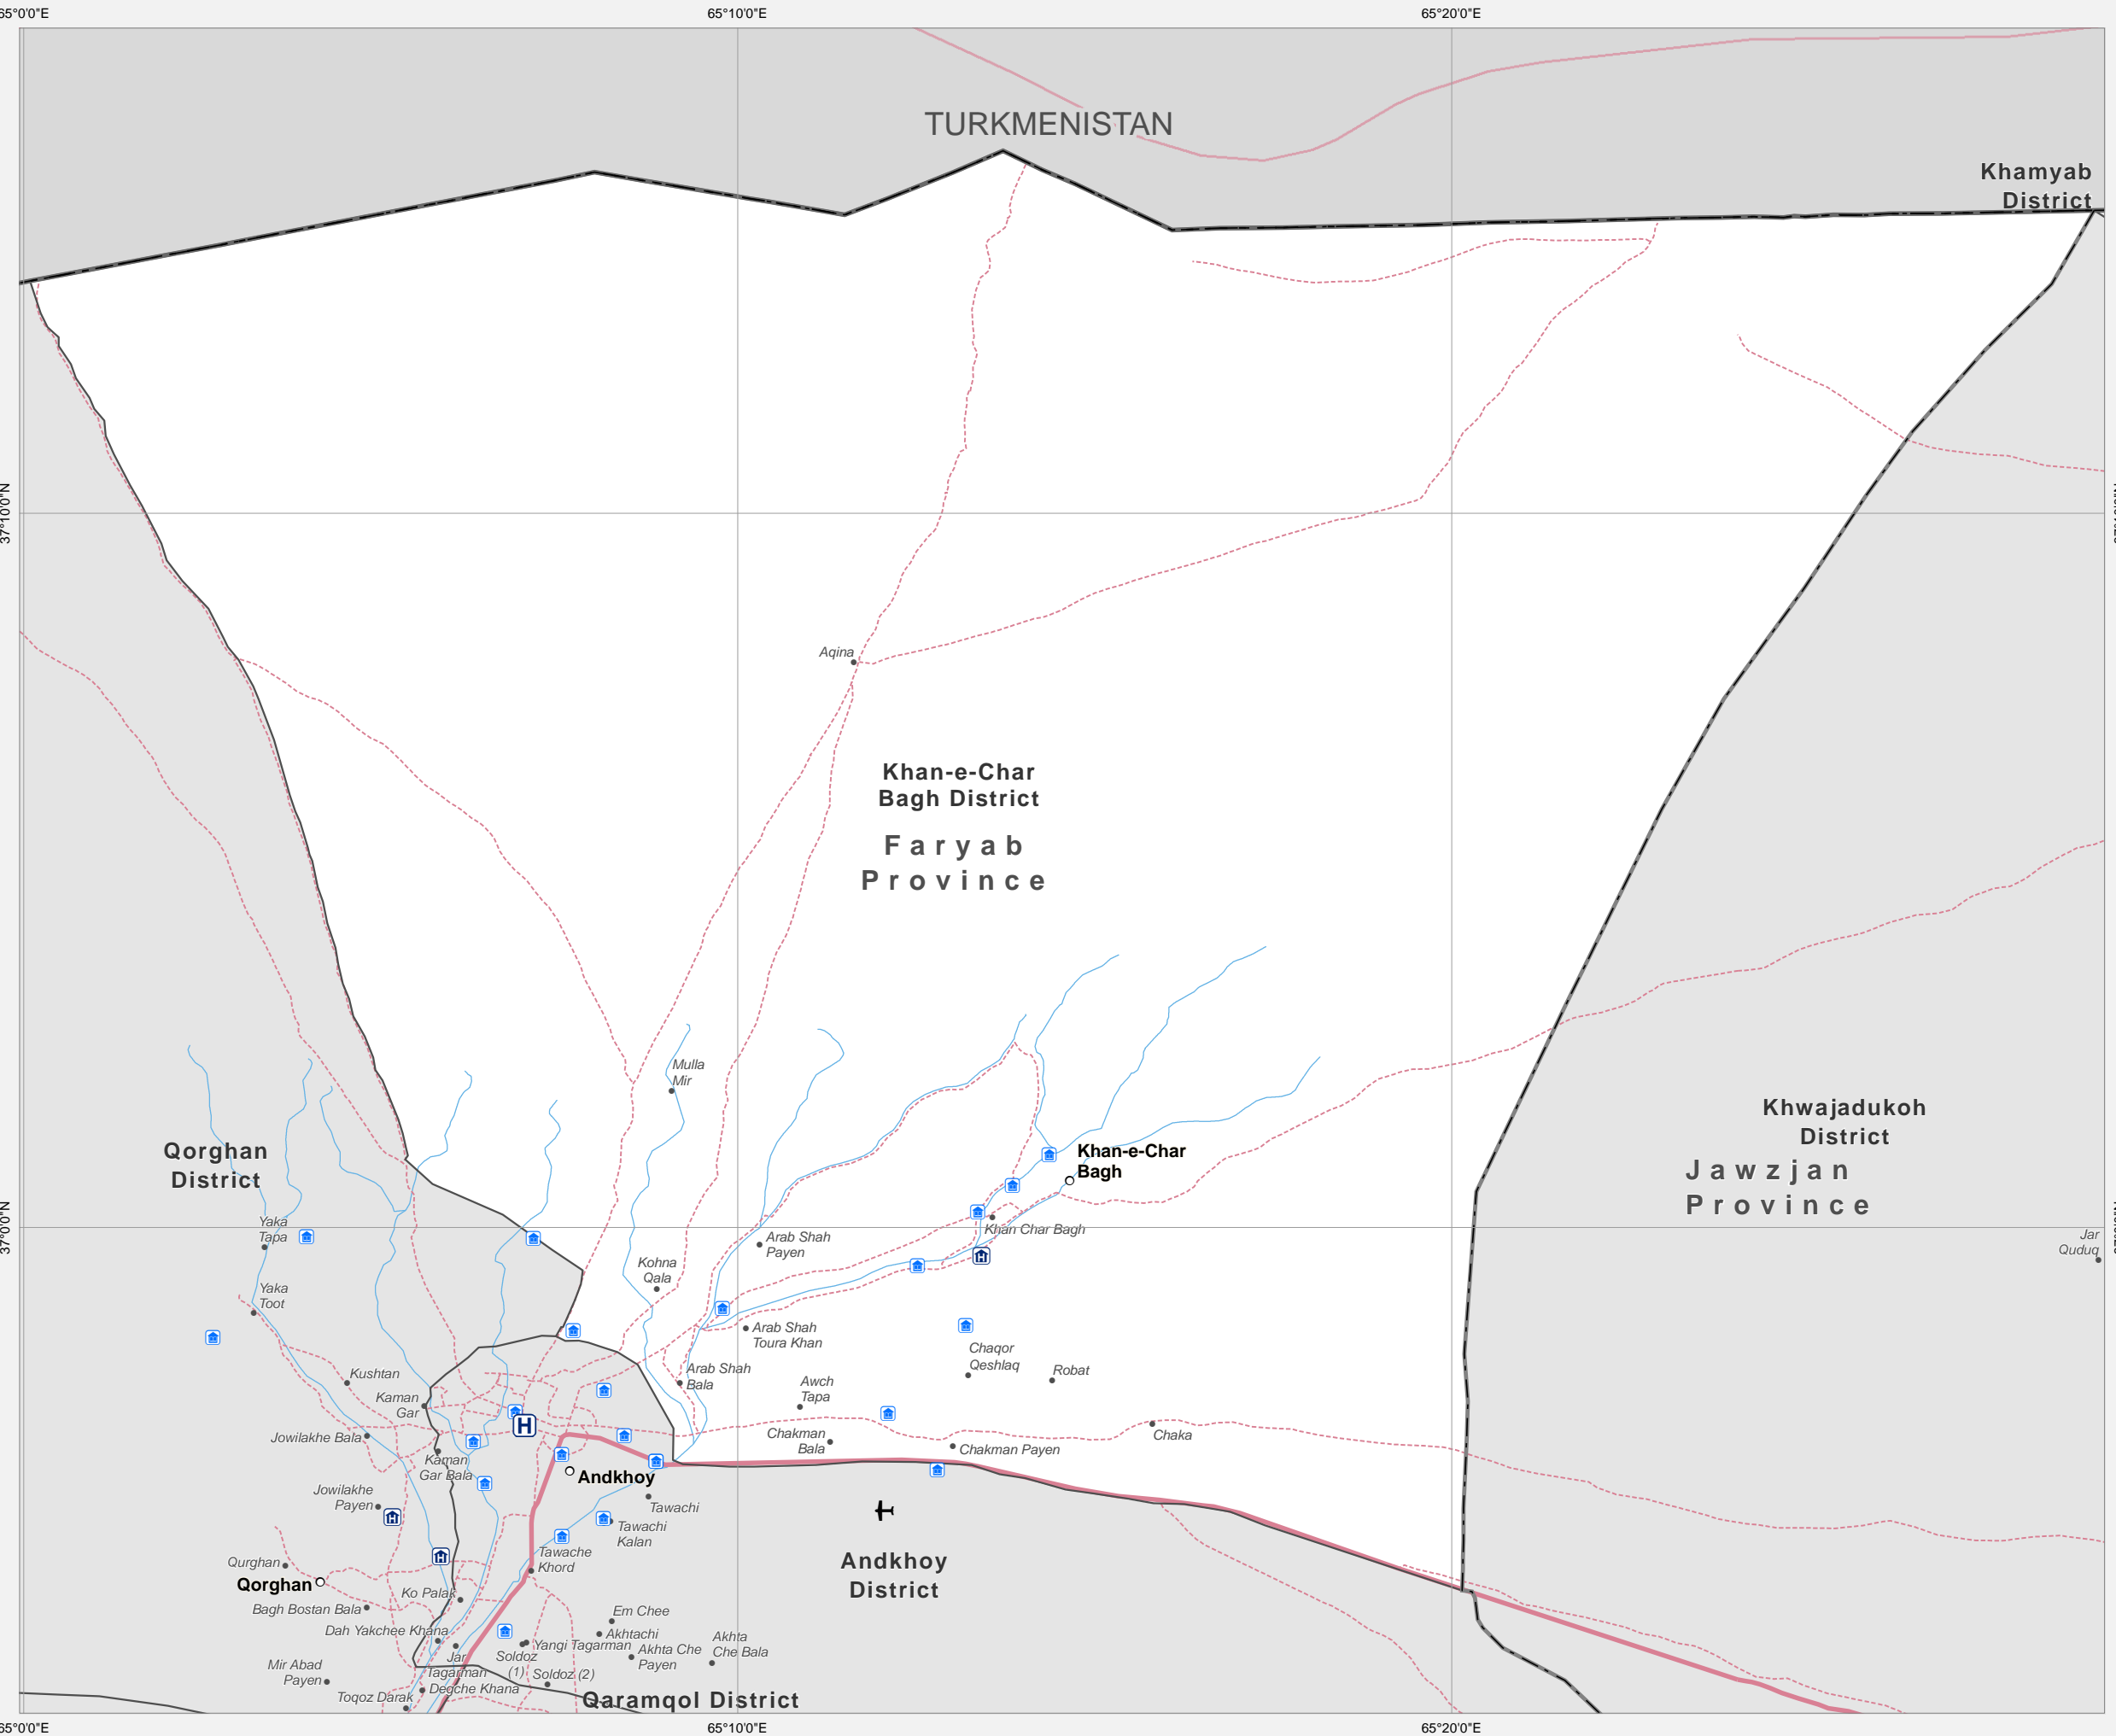 65°0'0"E
65°10'0"E
65°20'0"E
TURKMENISTAN
Khamyab
District
37°10'0"N
Aqina
Khan-e-Char
Bagh District
Faryab
Province
Mulla
Mir
Khwajadukoh
District
Jawzjan
Province
Qorghan
District
Khan-e-Char
Bagh
37°0'0"N
Yaka
Tapa
Khan Char Bagh
Arab Shah
Payen
Jar
Quduq
Kohna
Qala
Yaka
Toot
Arab Shah
Toura Khan
Chaqor
Qeshlaq
Robat
Arab Shah
Bala
Kushtan
Awch
Tapa
Kaman
Gar
H
Jowilakhe Bala
Chakman
Bala
Chakman Payen
Chaka
Kaman
Gar Bala
Andkhoy
Jowilakhe
Payen
H
Tawachi
Tawachi
Kalan
Tawache
Khord
Andkhoy
District
H
H
Qurghan
Qorghan
Ko Palak
Bagh Bostan Bala
Em Chee
Dah Yakchee Khana
Akhtachi
Yangi Tagarman
Akhta Che
Payen
Akhta
Che Bala
Jar
Tagarman
Soldoz
(1)
Soldoz (2)
Mir Abad
Payen
Degche Khana
Toqoz Darak
Qaramqol District
65°0'0"E
65°10'0"E
65°20'0"E